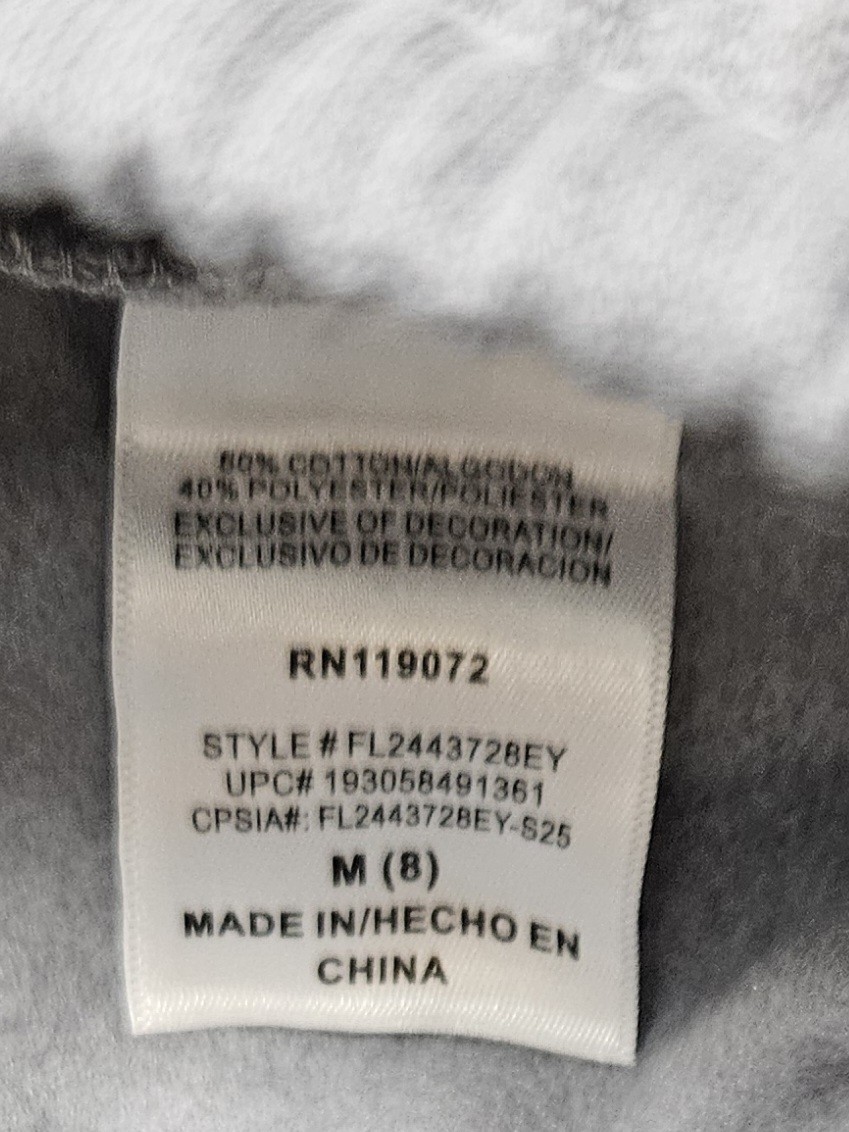 60% COTTON/ALGODON
40% POLYESTER/POLIESTER
EXCLUSIVE OF DECORATION/
EXCLUSIVO DE DECORACION
RN119072
STYLE # FL2443728EY
UPC# 193058491361
CPSIA#: FL2443728EY-S25
M (8)
MADE IN/HECHO EN
CHINA